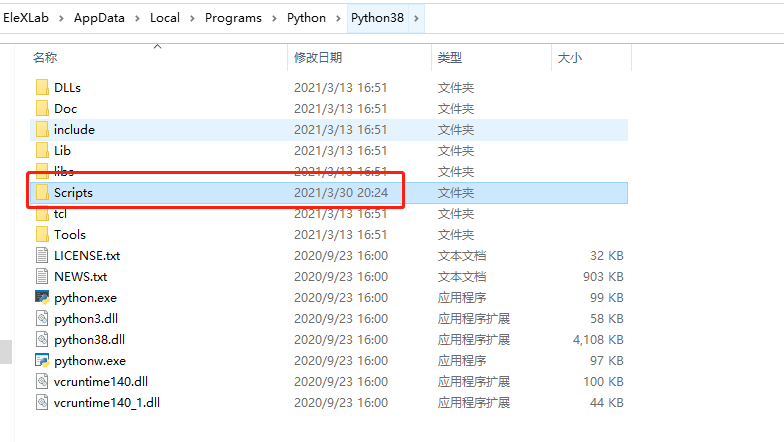 EleXLab > AppData > Local > Programs > Python > Python38 >
名称 修改日期 类型 大小
DLLs 2021/3/13 16:51 文件夹
Doc 2021/3/13 16:51 文件夹
include 2021/3/13 16:51 文件夹
Lib 2021/3/13 16:51 文件夹
libs 2021/3/13 16:51 文件夹
Scripts 2021/3/30 20:24 文件夹
tcl 2021/3/13 16:51 文件夹
Tools 2021/3/13 16:51 文件夹
LICENSE.txt 2020/9/23 16:00 文本文档 32 KB
NEWS.txt 2020/9/23 16:00 文本文档 903 KB
python.exe 2020/9/23 16:00 应用程序 99 KB
python3.dll 2020/9/23 16:00 应用程序扩展 58 KB
python38.dll 2020/9/23 16:00 应用程序扩展 4,108 KB
pythonw.exe 2020/9/23 16:00 应用程序 97 KB
vcruntime140.dll 2020/9/23 16:00 应用程序扩展 100 KB
vcruntime140_1.dll 2020/9/23 16:00 应用程序扩展 44 KB